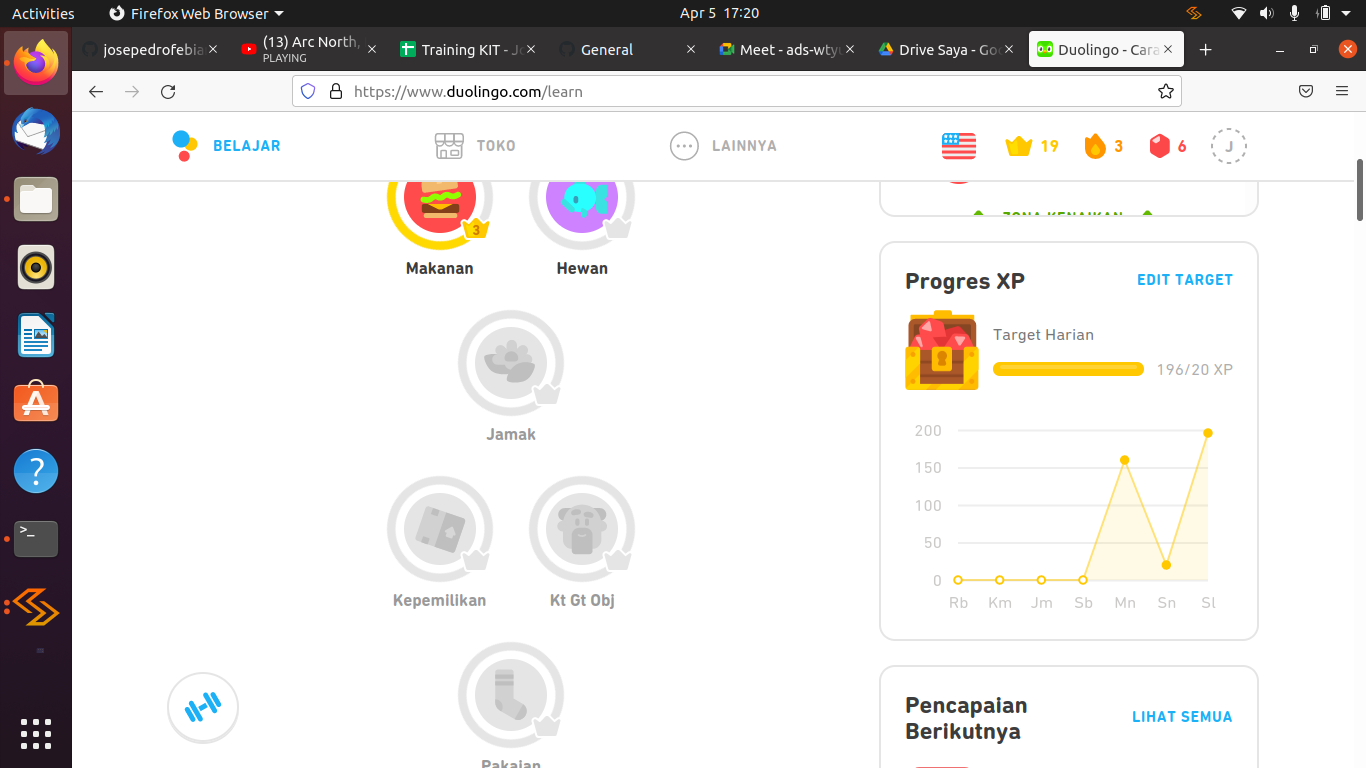 Activities
Firefox Web Browser
Apr 5 17:20
josepedrofebia
(13) Arc North,
PLAYING
Training KIT - Jo
General
Meet - ads-wty
Drive Saya - Goo
Duolingo - Cara
https://www.duolingo.com/learn
BELAJAR
TOKO
LAINNYA
19
3
6
J
3
Makanan
Hewan
Jamak
Kepemilikan
Kt Gt Obj
Pakaian
ZONA KENAIKAN
Progres XP
EDIT TARGET
Target Harian
196/20 XP
200
150
100
50
0
Rb Km Jm Sb Mn Sn Sl
Pencapaian
Berikutnya
LIHAT SEMUA